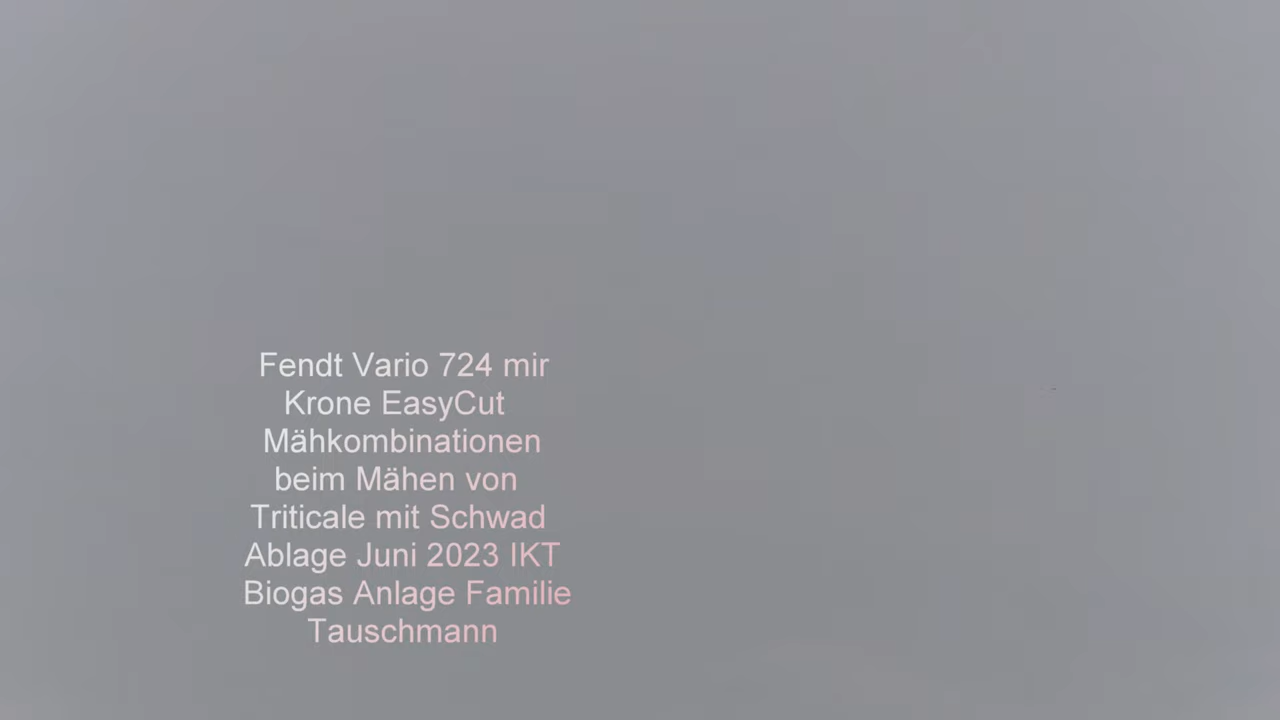 Fendt Vario 724 mir
Krone EasyCut
Mähkombinationen
beim Mähen von
Triticale mit Schwad
Ablage Juni 2023 IKT
Biogas Anlage Familie
Tauschmann